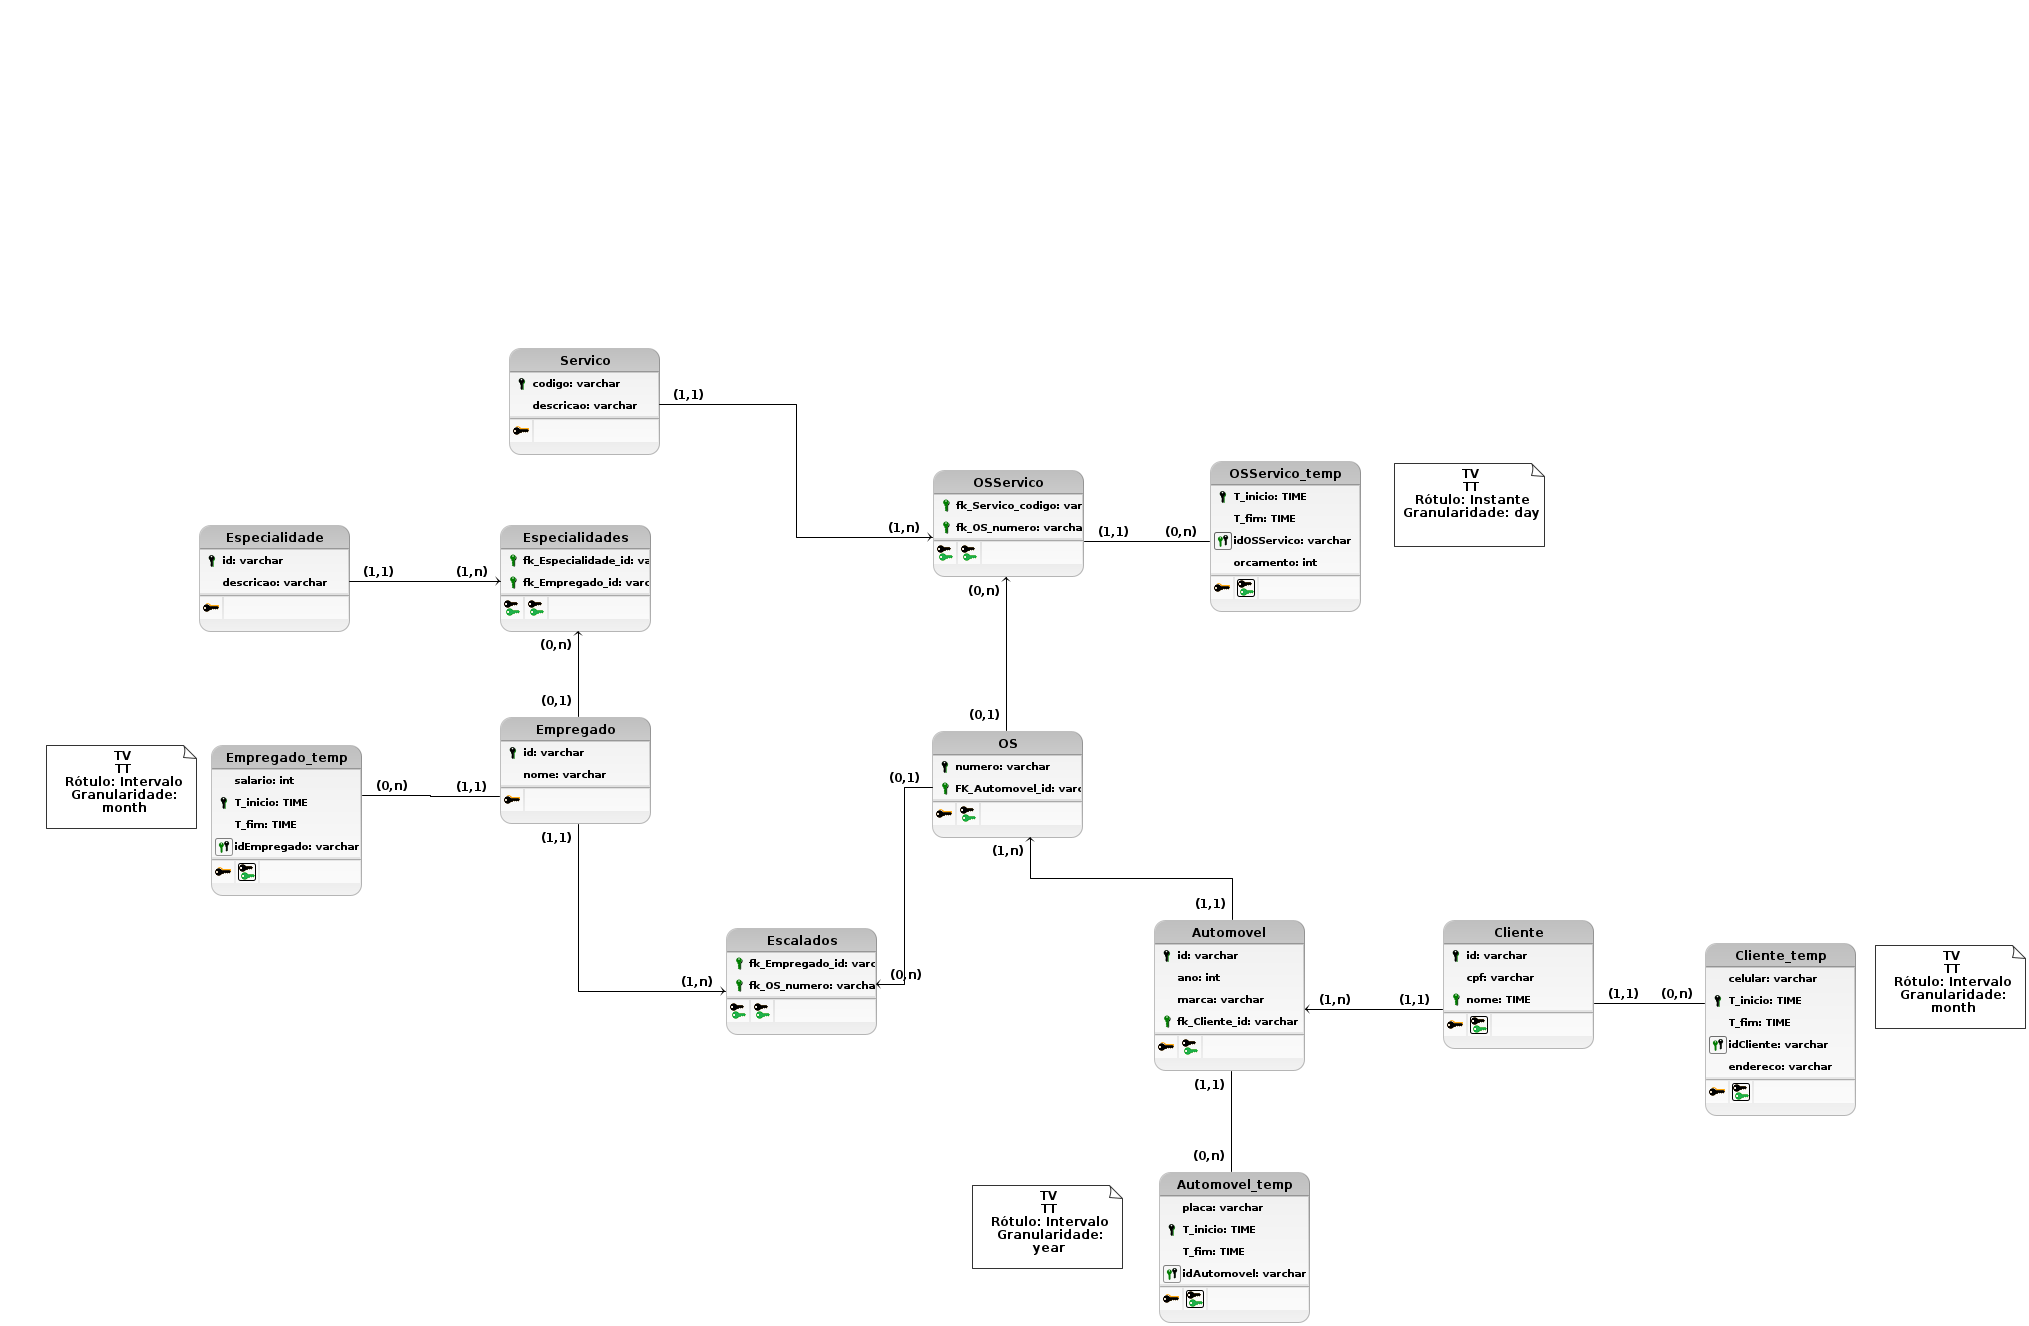 Servico
codigo: varchar
descricao: varchar
(1,1)
OSServico
fk_Servico_codigo: var
fk_OS_numero: varcha
(1,n)
(1,1)
(0,n)
(0,n)
OSServico_temp
T_inicio: TIME
T_fim: TIME
idOSServico: varchar
orcamento: int
TV
TT
Rótulo: Instante
Granularidade: day
Especialidade
id: varchar
descricao: varchar
(1,1)
(1,n)
Especialidades
fk_Especialidade_id: va
fk_Empregado_id: varc
(0,n)
(0,1)
TV
TT
Rótulo: Intervalo
Granularidade:
month
Empregado_temp
salario: int
T_inicio: TIME
T_fim: TIME
idEmpregado: varchar
(0,n)
(1,1)
Empregado
id: varchar
nome: varchar
(1,1)
(0,1)
OS
numero: varchar
FK_Automovel_id: varc
(0,1)
(1,n)
Escalados
fk_Empregado_id: varc
fk_OS_numero: varcha
(1,n)
(0,n)
(1,1)
Automovel
id: varchar
ano: int
marca: varchar
fk_Cliente_id: varchar
(1,n)
(1,1)
(1,1)
(0,n)
Cliente
id: varchar
cpf: varchar
nome: TIME
(1,1)
(0,n)
Cliente_temp
celular: varchar
T_inicio: TIME
T_fim: TIME
idCliente: varchar
endereco: varchar
TV
TT
Rótulo: Intervalo
Granularidade:
month
TV
TT
Rótulo: Intervalo
Granularidade:
year
Automovel_temp
placa: varchar
T_inicio: TIME
T_fim: TIME
idAutomovel: varchar